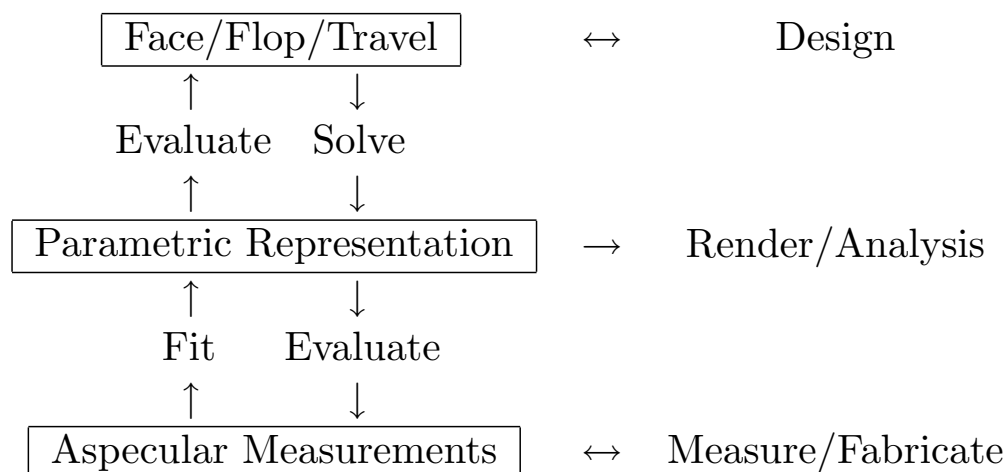 Face/Flop/Travel ↔ Design
↑ ↓
Evaluate Solve
↑ ↓
Parametric Representation → Render/Analysis
↑ ↓
Fit Evaluate
↑ ↓
Aspecular Measurements ↔ Measure/Fabricate